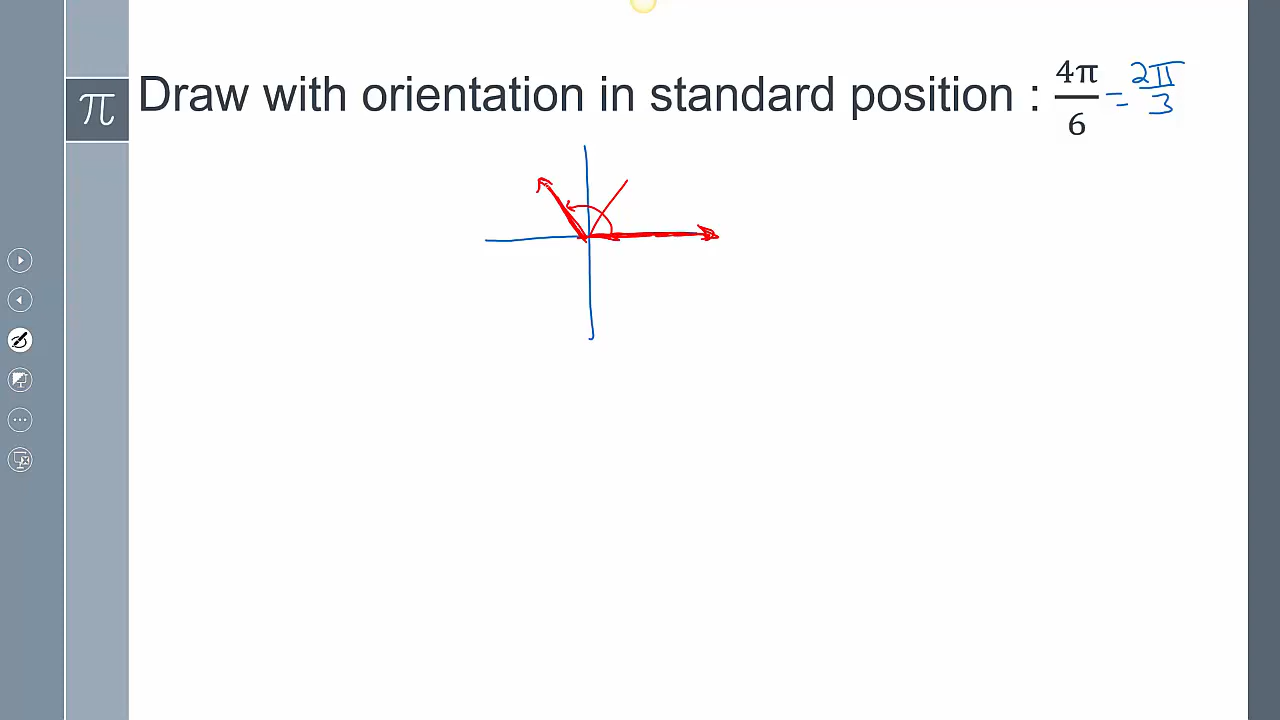 π Draw with orientation in standard position : 4π/6 = 2π/3